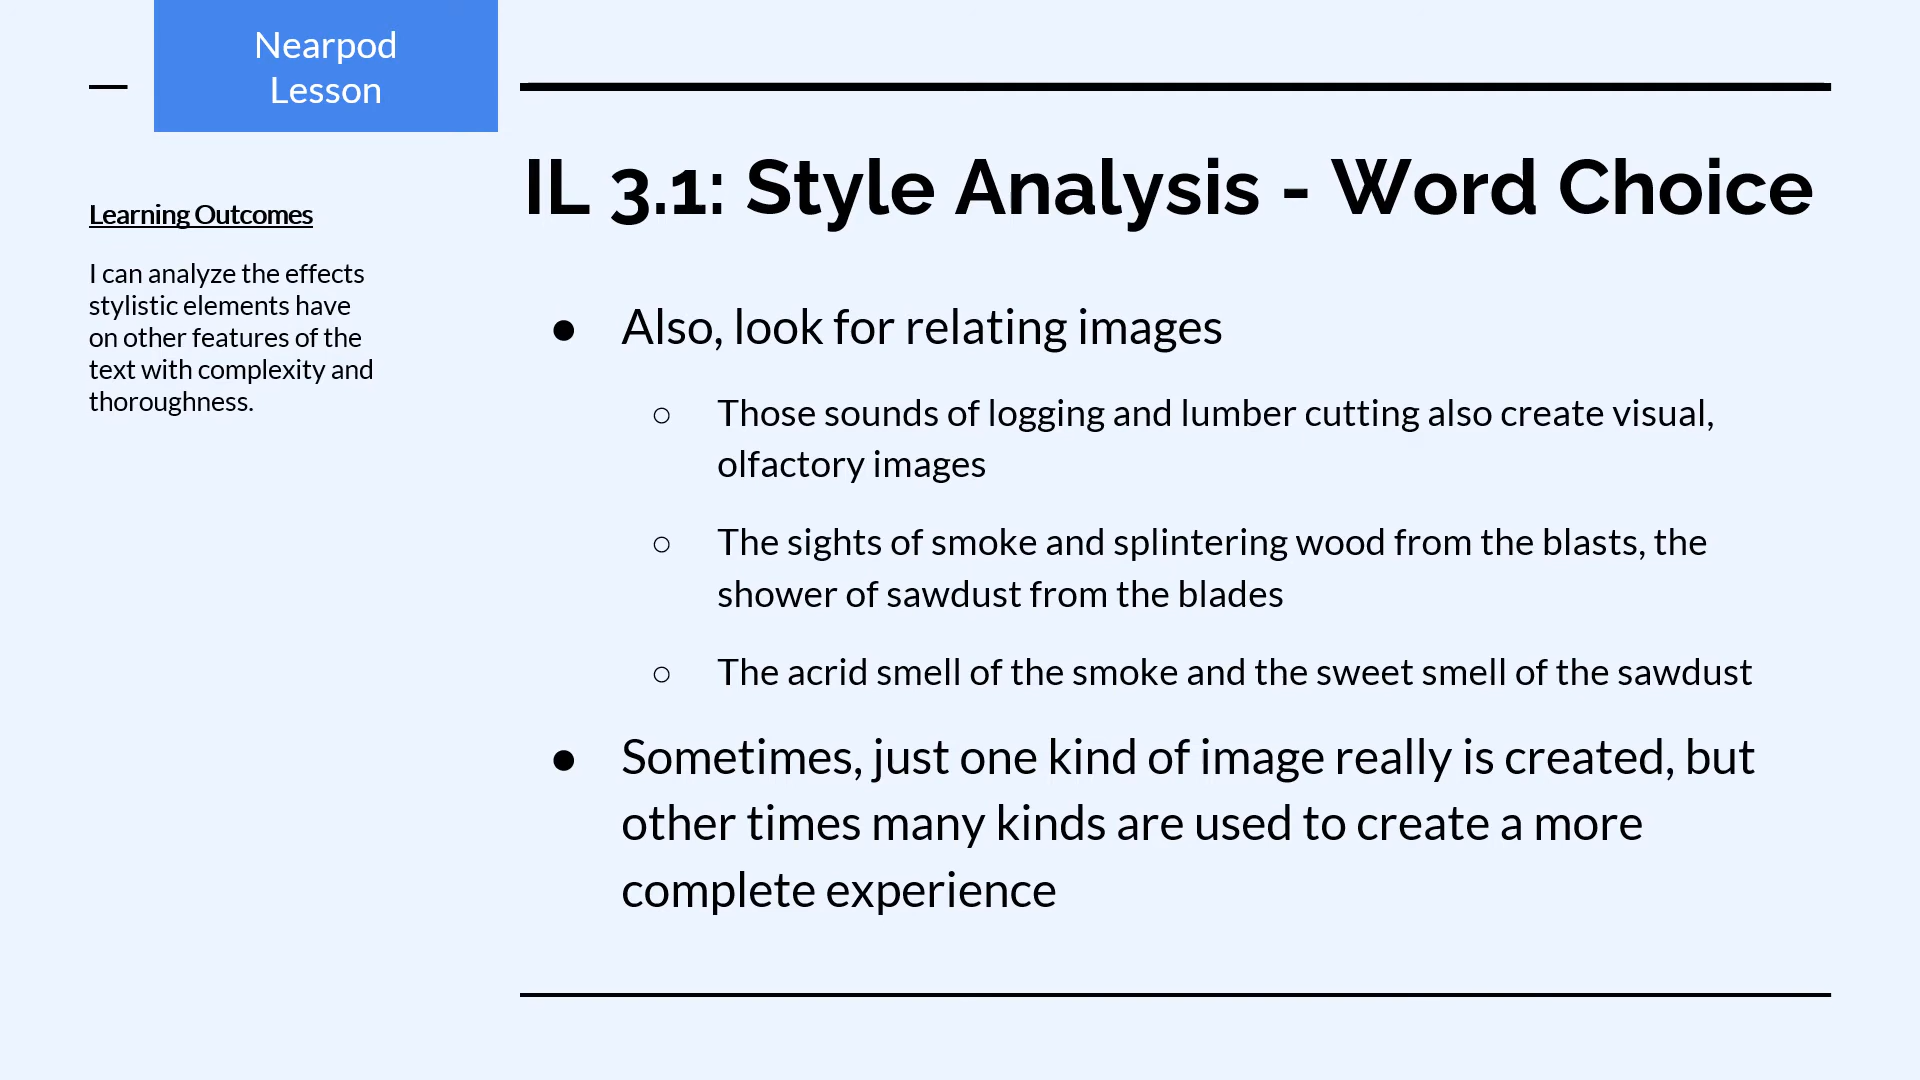 Nearpod
Lesson
Learning Outcomes
I can analyze the effects
stylistic elements have
on other features of the
text with complexity and
thoroughness.
IL 3.1: Style Analysis - Word Choice
● Also, look for relating images
○ Those sounds of logging and lumber cutting also create visual,
olfactory images
○ The sights of smoke and splintering wood from the blasts, the
shower of sawdust from the blades
○ The acrid smell of the smoke and the sweet smell of the sawdust
● Sometimes, just one kind of image really is created, but
other times many kinds are used to create a more
complete experience